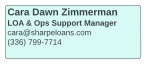 Cara Dawn Zimmerman
LOA & Ops Support Manager
cara@sharpeloans.com
(336) 799-7714